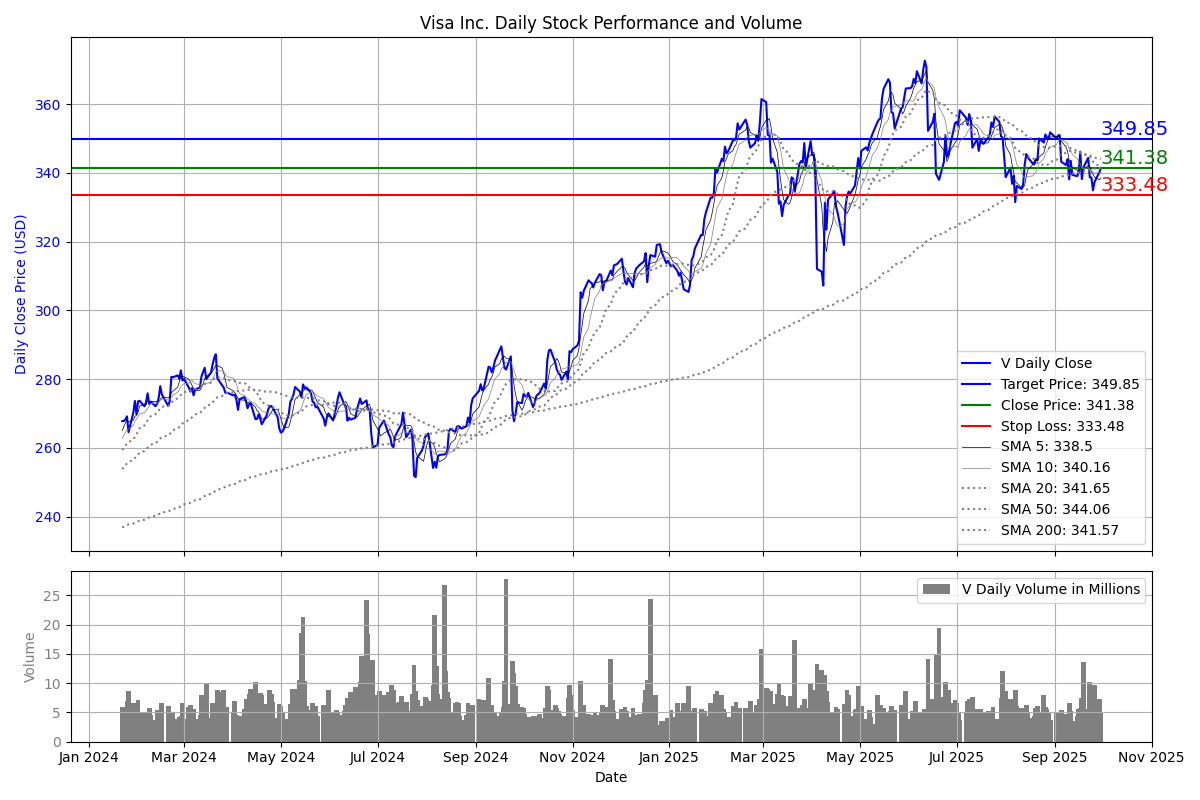 Visa Inc. Daily Stock Performance and Volume
Daily Close Price (USD)
360
340
320
300
280
260
240
349.85
341.38
333.48
V Daily Close
Target Price: 349.85
Close Price: 341.38
Stop Loss: 333.48
SMA 5: 338.5
SMA 10: 340.16
SMA 20: 341.65
SMA 50: 344.06
SMA 200: 341.57
Volume
25
20
15
10
5
0
V Daily Volume in Millions
Jan 2024 Mar 2024 May 2024 Jul 2024 Sep 2024 Nov 2024 Jan 2025 Mar 2025 May 2025 Jul 2025 Sep 2025 Nov 2025
Date